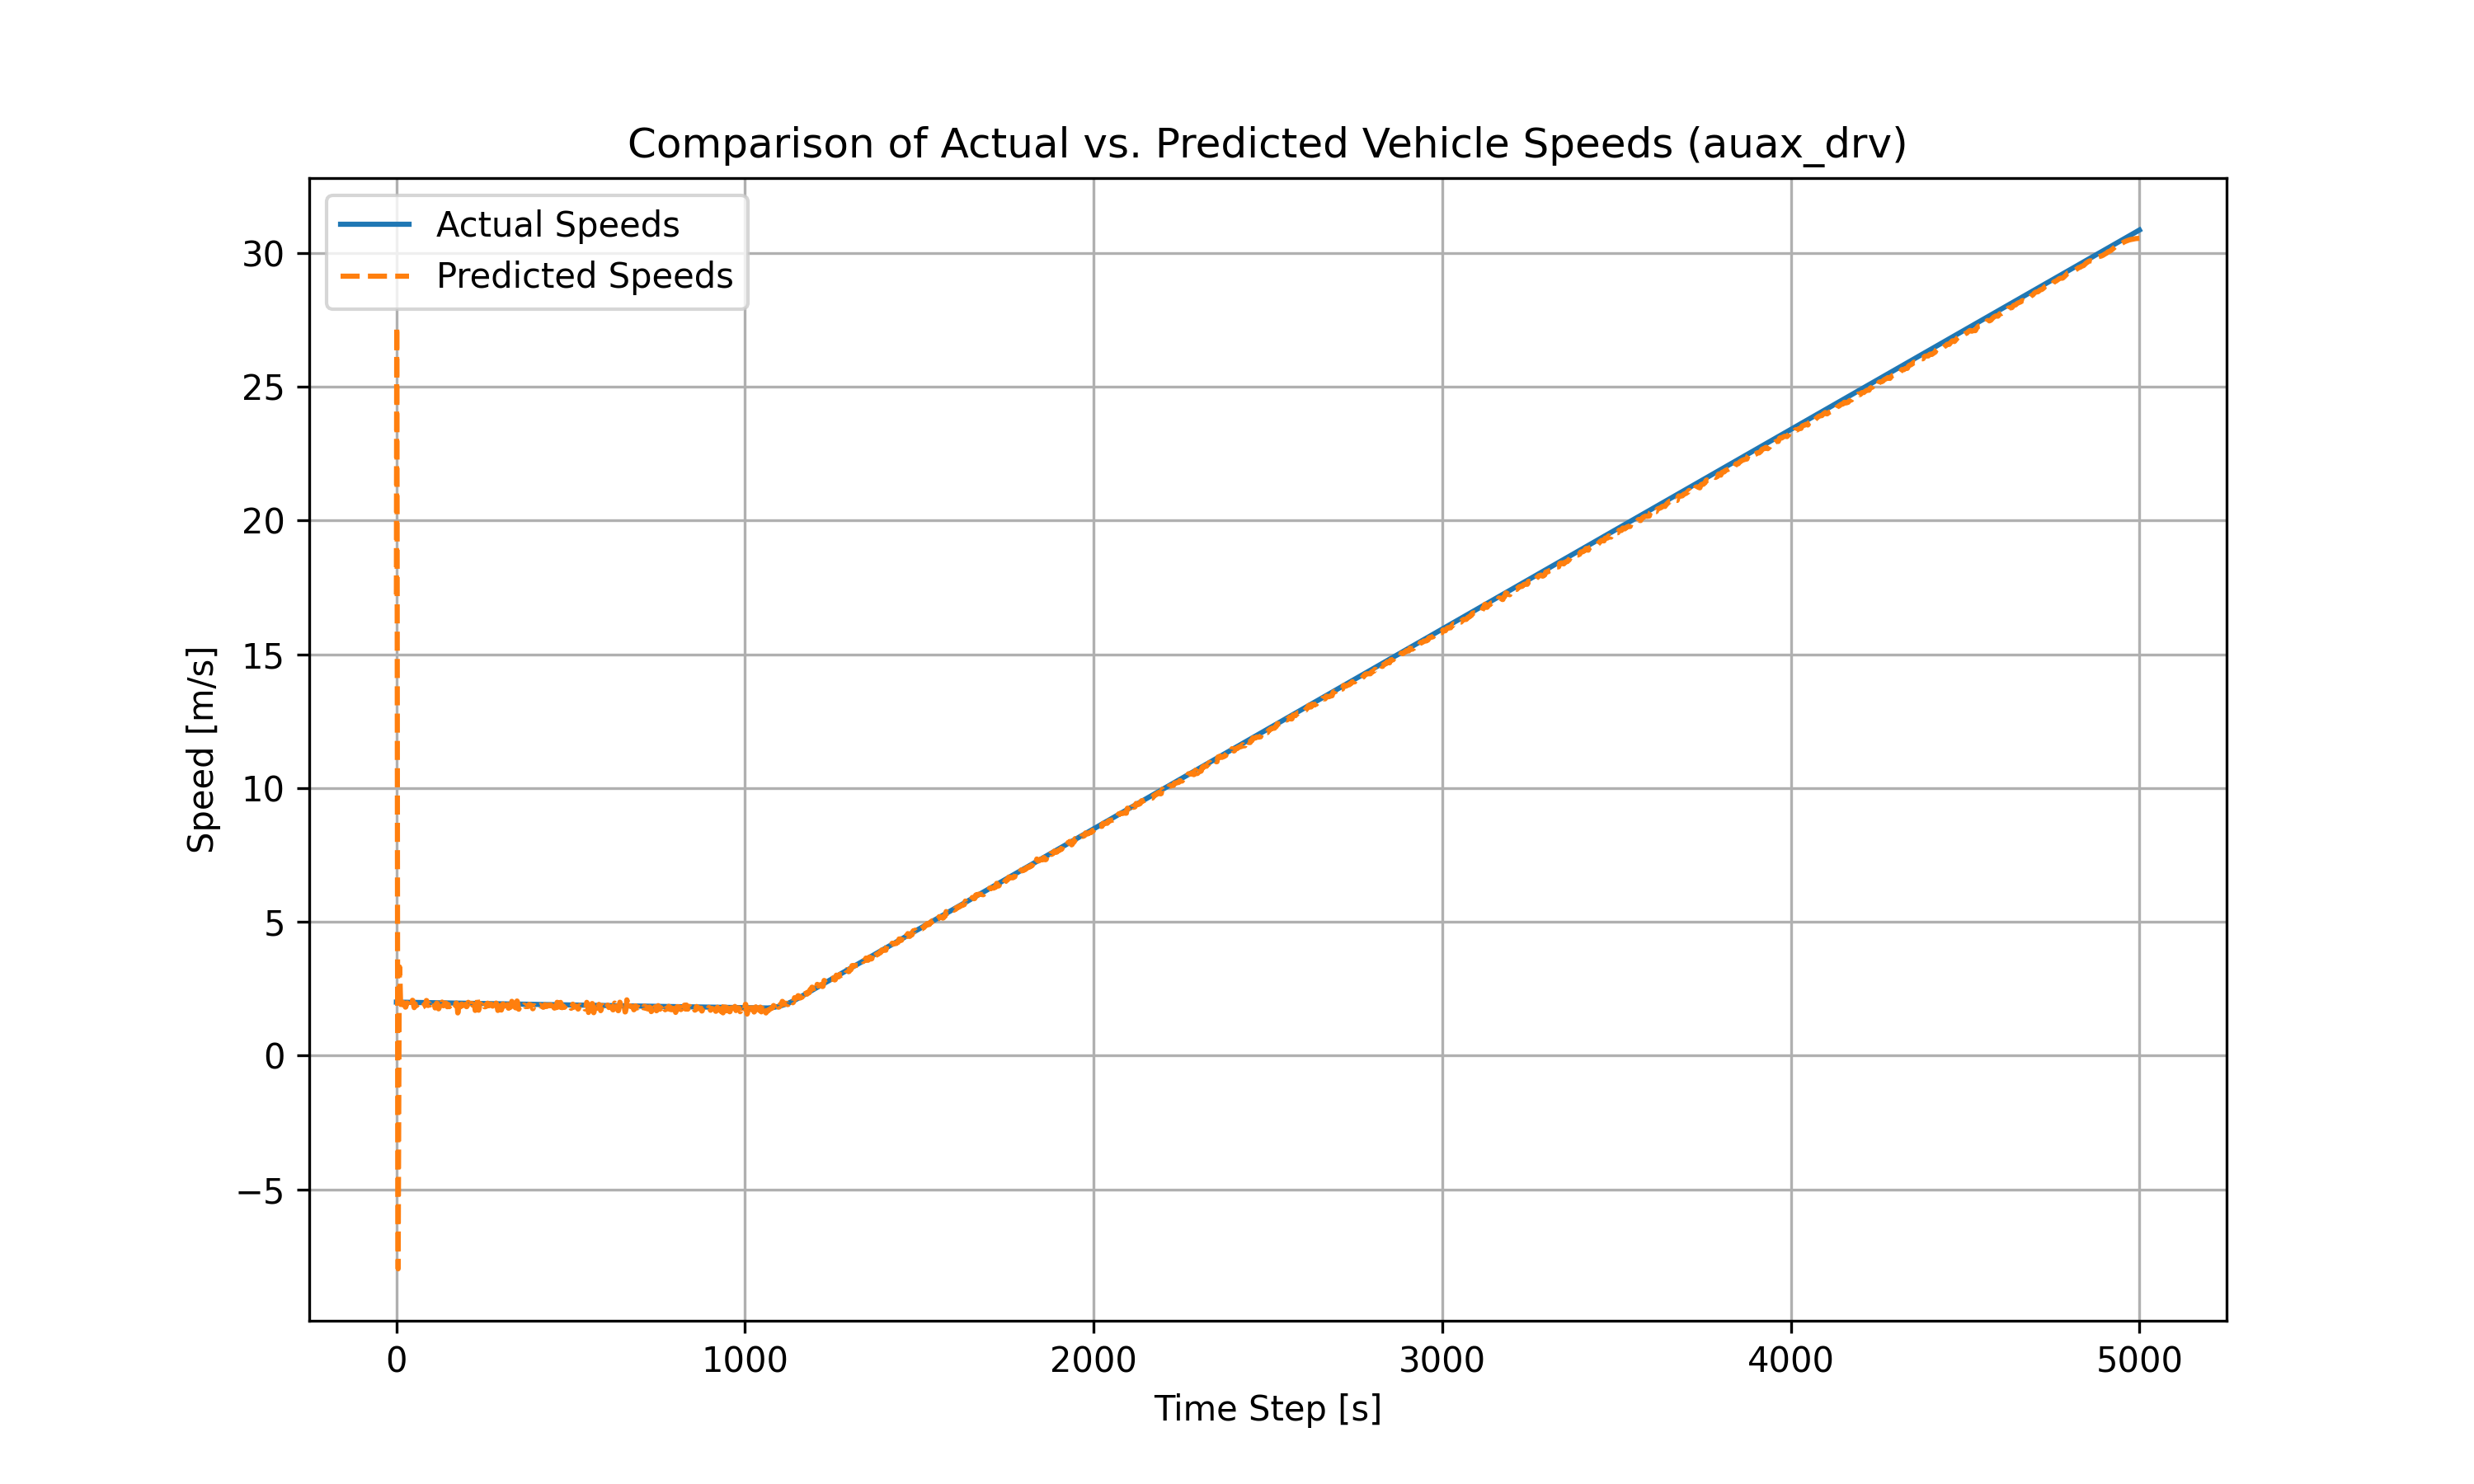 Comparison of Actual vs. Predicted Vehicle Speeds (auax_drv)
Actual Speeds
Predicted Speeds
30
25
20
15
10
5
0
−5
Speed [m/s]
0 1000 2000 3000 4000 5000
Time Step [s]